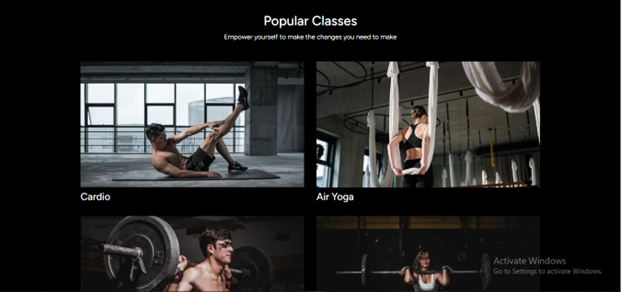 Popular Classes
Empower yourself to make the changes you need to make
Cardio
Air Yoga
Activate Windows
Go to Settings to activate Windows.